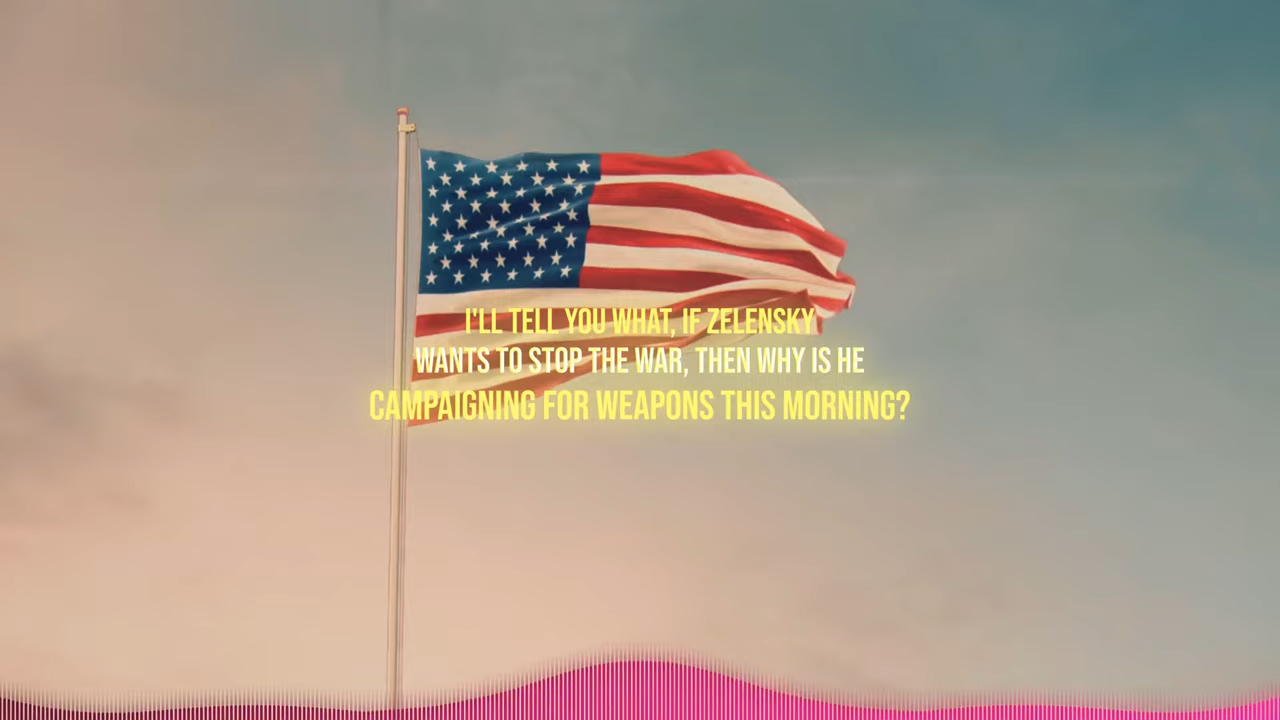 I'LL TELL YOU WHAT, IF ZELENSKY
WANTS TO STOP THE WAR, THEN WHY IS HE
CAMPAIGNING FOR WEAPONS THIS MORNING?